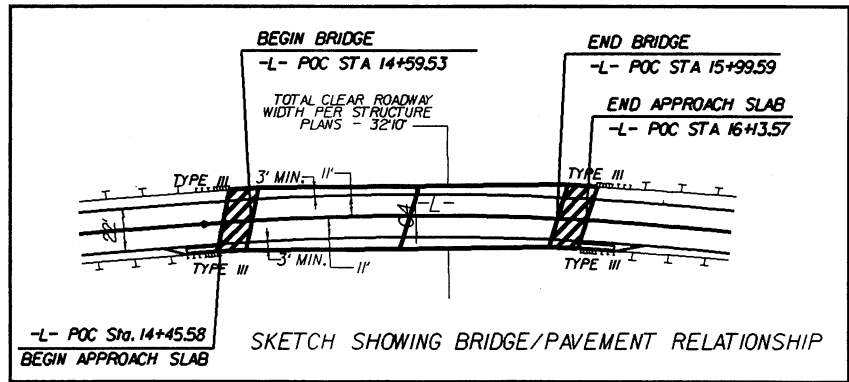 BEGIN BRIDGE
-L- POC STA 14+59.53
END BRIDGE
-L- POC STA 15+99.59
TOTAL CLEAR ROADWAY
WIDTH PER STRUCTURE
PLANS - 32'10"
END APPROACH SLAB
-L- POC STA 16+13.57
TYPE III
3' MIN.
11'
TYPE III
-L-
22'
3' MIN.
11'
TYPE III
TYPE III
-L- POC Sta. 14+45.58
BEGIN APPROACH SLAB
SKETCH SHOWING BRIDGE/PAVEMENT RELATIONSHIP